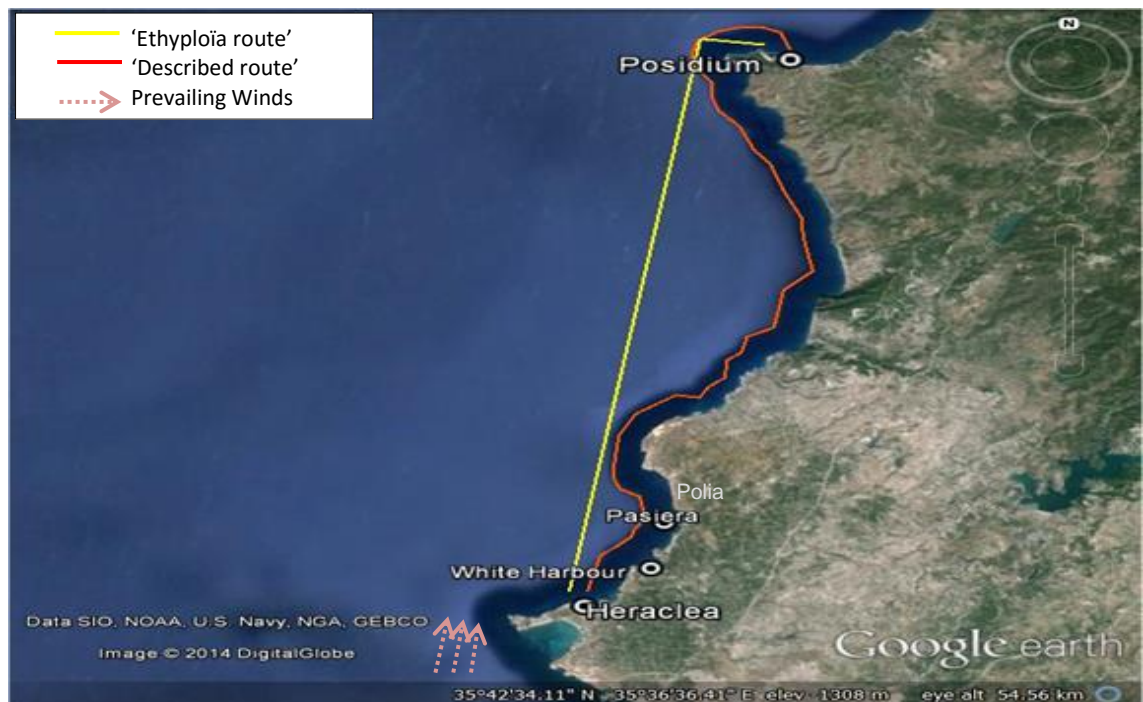 ‘Ethyploïa route’
‘Described route’
Prevailing Winds
N
Posidium
Polia
Pasiera
White Harbour
Heraclea
Data SIO, NOAA, U.S. Navy, NGA, GEBCO
Image © 2014 DigitalGlobe
Google earth
35°42'34.11" N 35°36'36.41" E elev -1308 m eye alt 54.56 km